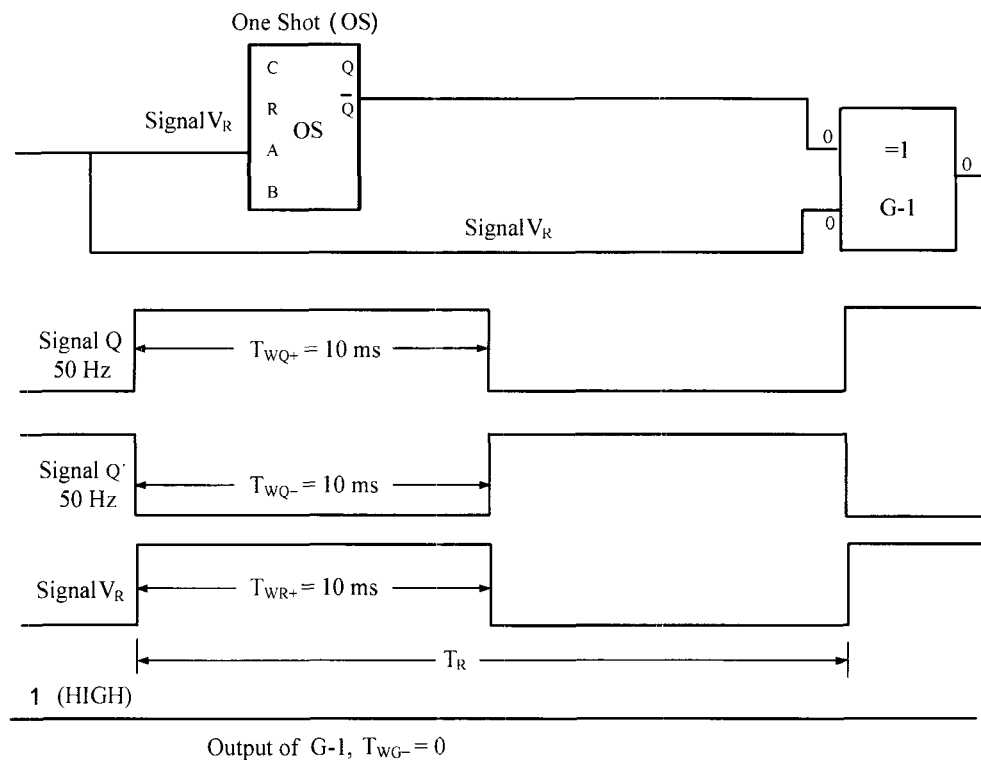 One Shot (OS)
C Q
R Q̅
Signal V_R
OS
A
B
0
=1
0
G-1
0
Signal V_R
Signal Q
50 Hz
T_WQ+ = 10 ms
Signal Q'
50 Hz
T_WQ− = 10 ms
Signal V_R
T_WR+ = 10 ms
T_R
1 (HIGH)
Output of G-1, T_WG− = 0